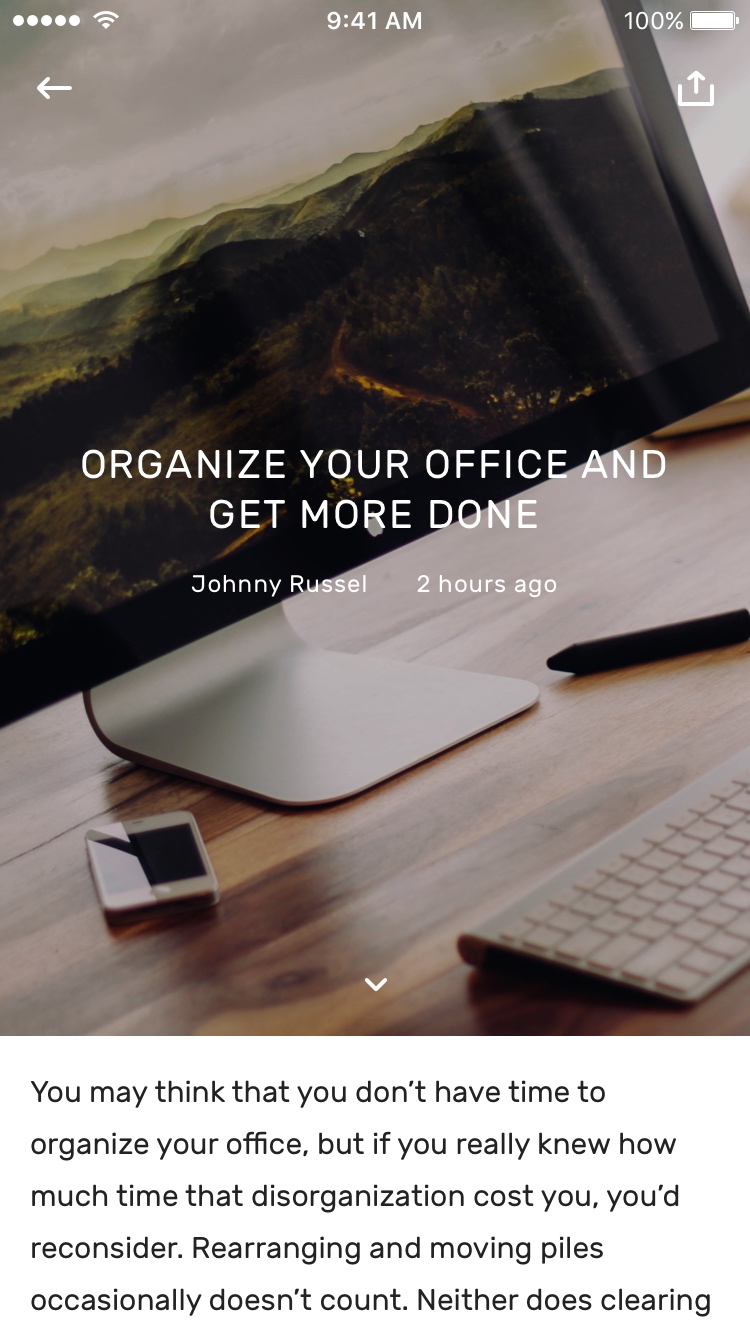 9:41 AM 100%
ORGANIZE YOUR OFFICE AND
GET MORE DONE
Johnny Russel 2 hours ago
You may think that you don’t have time to
organize your office, but if you really knew how
much time that disorganization cost you, you’d
reconsider. Rearranging and moving piles
occasionally doesn’t count. Neither does clearing